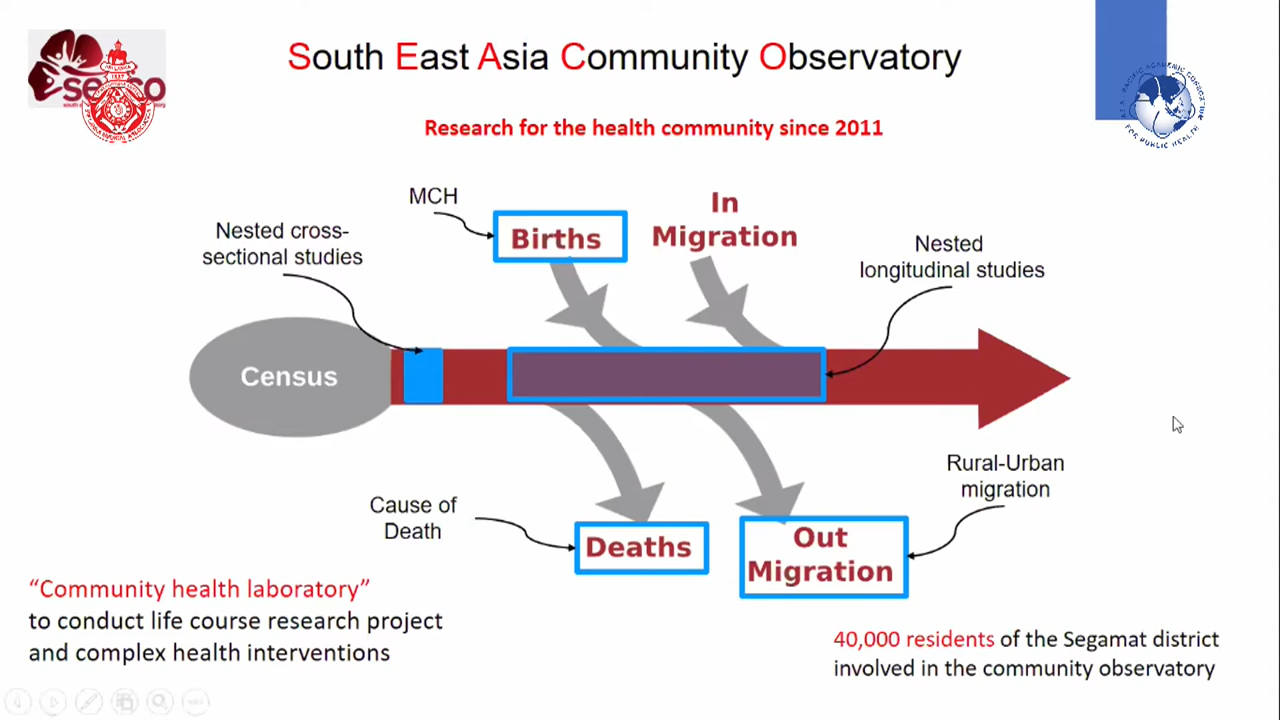 South East Asia Community Observatory
Research for the health community since 2011
MCH
Births
In
Migration
Nested cross-
sectional studies
Nested
longitudinal studies
Census
Cause of
Death
Deaths
Out
Migration
Rural-Urban
migration
“Community health laboratory”
to conduct life course research project
and complex health interventions
40,000 residents of the Segamat district
involved in the community observatory
FOR PUBLIC HEALTH